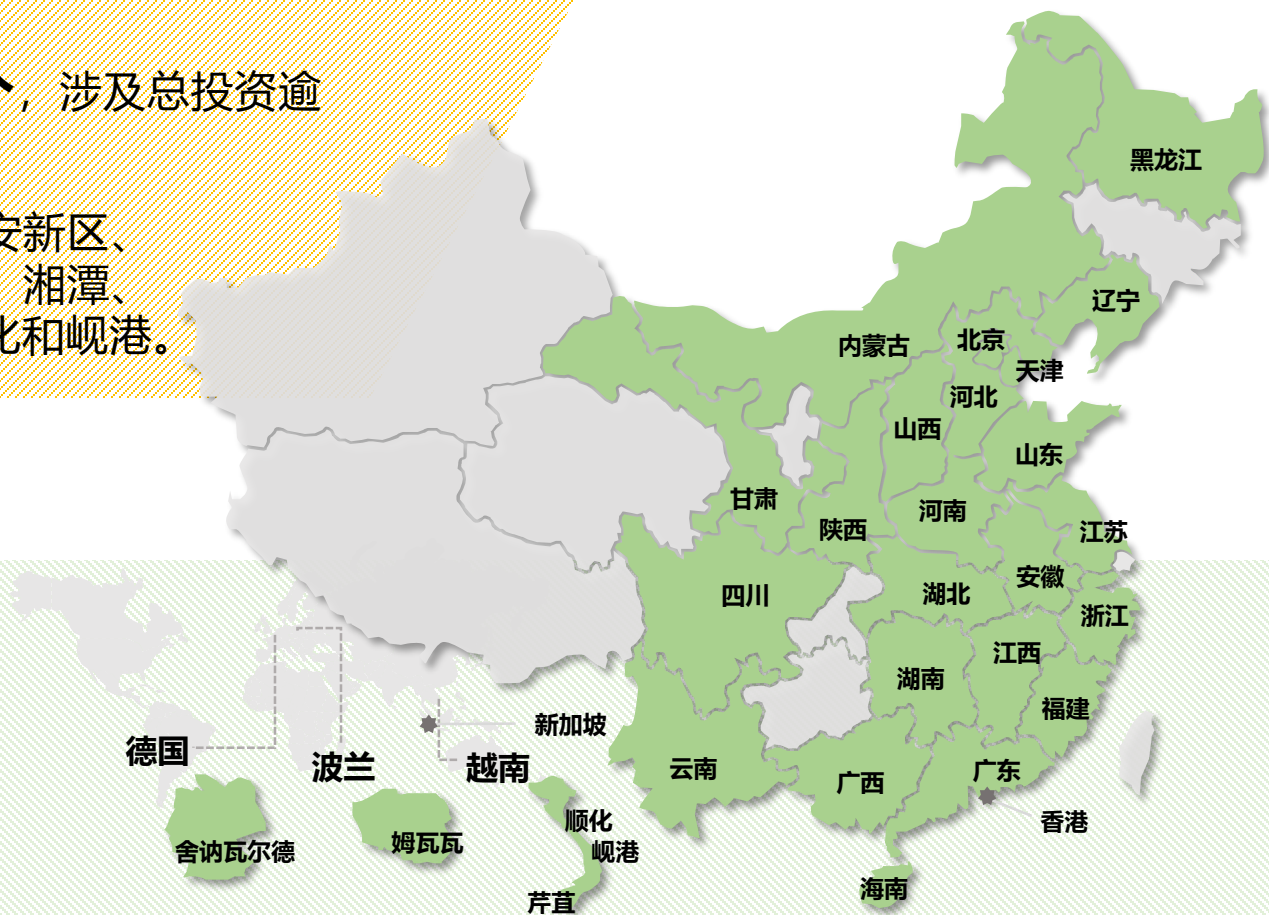 ，涉及总投资逾
安新区、
湘潭、
化和岘港。
黑龙江
辽宁
内蒙古
北京
天津
河北
山西
山东
甘肃
陕西
河南
江苏
四川
湖北
安徽
浙江
江西
湖南
福建
新加坡
德国
波兰
越南
云南
广西
广东
香港
顺化
岘港
舍讷瓦尔德
姆瓦瓦
海南
芹苴